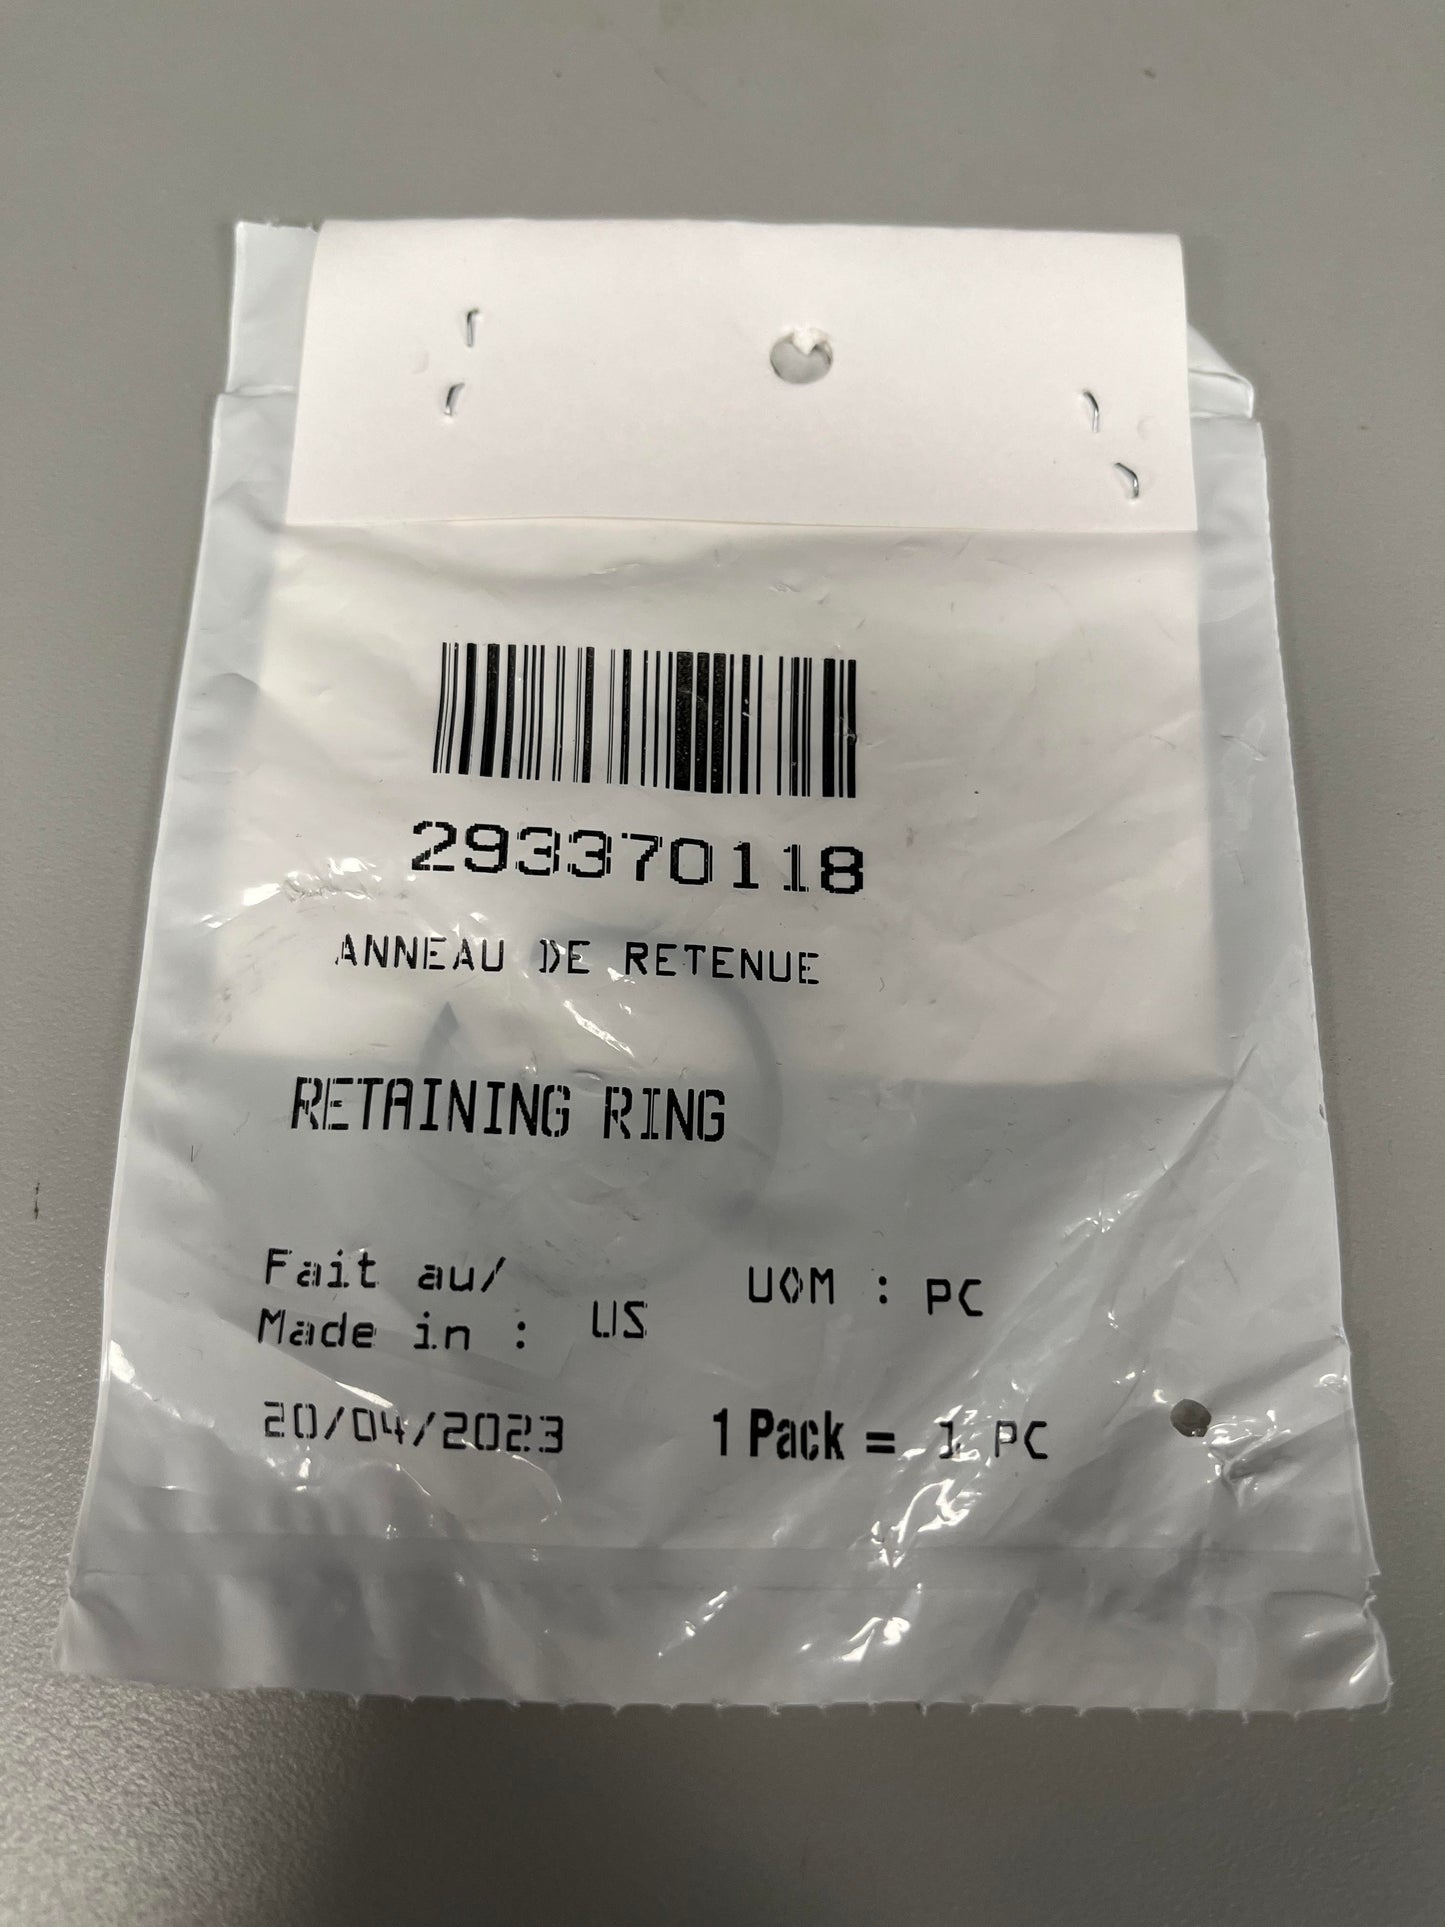 293370118
ANNEAU DE RETENUE
RETAINING RING
Fait au/
Made in : US
UOM : PC
20/04/2023
1 Pack = 1 PC